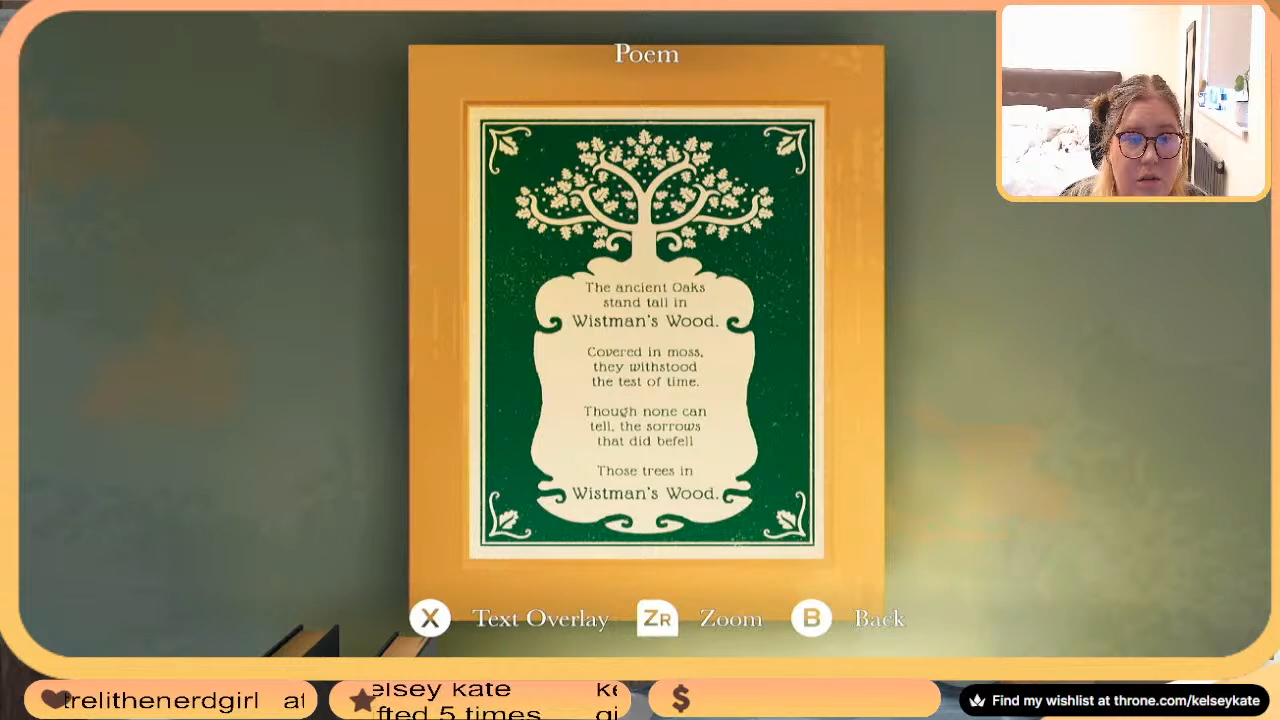 Poem
The ancient Oaks
stand tall in
Wistman's Wood.
Covered in moss,
they withstood
the test of time.
Though none can
tell, the sorrows
that did befell
Those trees in
Wistman's Wood.
X Text Overlay ZR Zoom B Back
trelithenerdgirl at
elsey kate
fted 5 times
$
Find my wishlist at throne.com/kelseykate